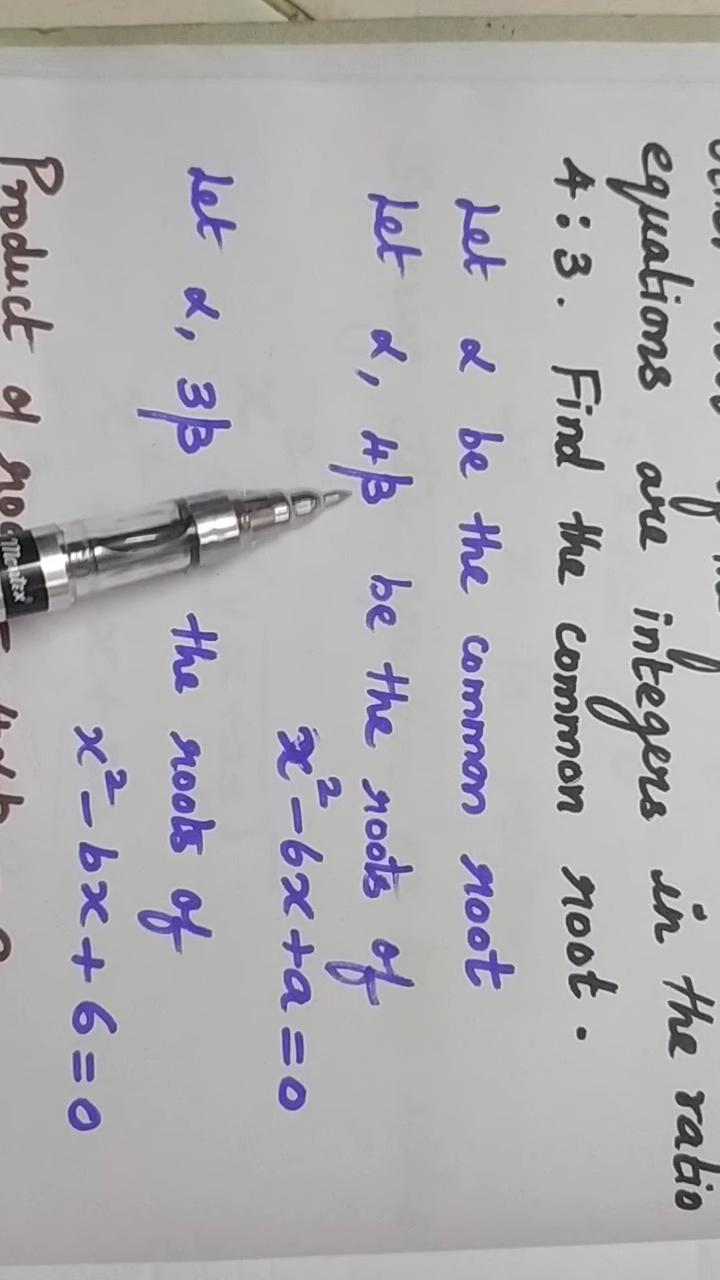 equations are integers in the ratio
4:3. Find the common root.
Let α be the common root
Let α, 4β be the roots of
x² - 6x + a = 0
Let α, 3β the roots of
x² - bx + 6 = 0
Product of
Montex